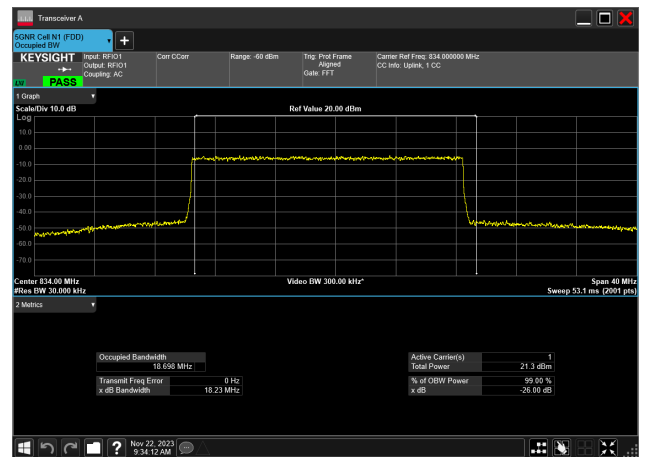 Transceiver A
5GNR Cell N1 (FDD)
Occupied BW
KEYSIGHT
Input: RFIO1
Output: RFIO1
Coupling: AC
Corr CCorr
Range: -60 dBm
Trig: Prot Frame
Aligned
Gate: FFT
Carrier Ref Freq: 834.000000 MHz
CC Info: Uplink, 1 CC
PASS
1 Graph
Scale/Div 10.0 dB
Ref Value 20.00 dBm
Log
10.0
0.00
-10.0
-20.0
-30.0
-40.0
-50.0
-60.0
-70.0
Center 834.00 MHz
Video BW 300.00 kHz*
Span 40 MHz
#Res BW 30.000 kHz
Sweep 53.1 ms (2001 pts)
2 Metrics
Occupied Bandwidth
18.698 MHz
Active Carrier(s) 1
Total Power 21.3 dBm
Transmit Freq Error 0 Hz
x dB Bandwidth 18.23 MHz
% of OBW Power 99.00 %
x dB -26.00 dB
Nov 22, 2023
9:34:12 AM